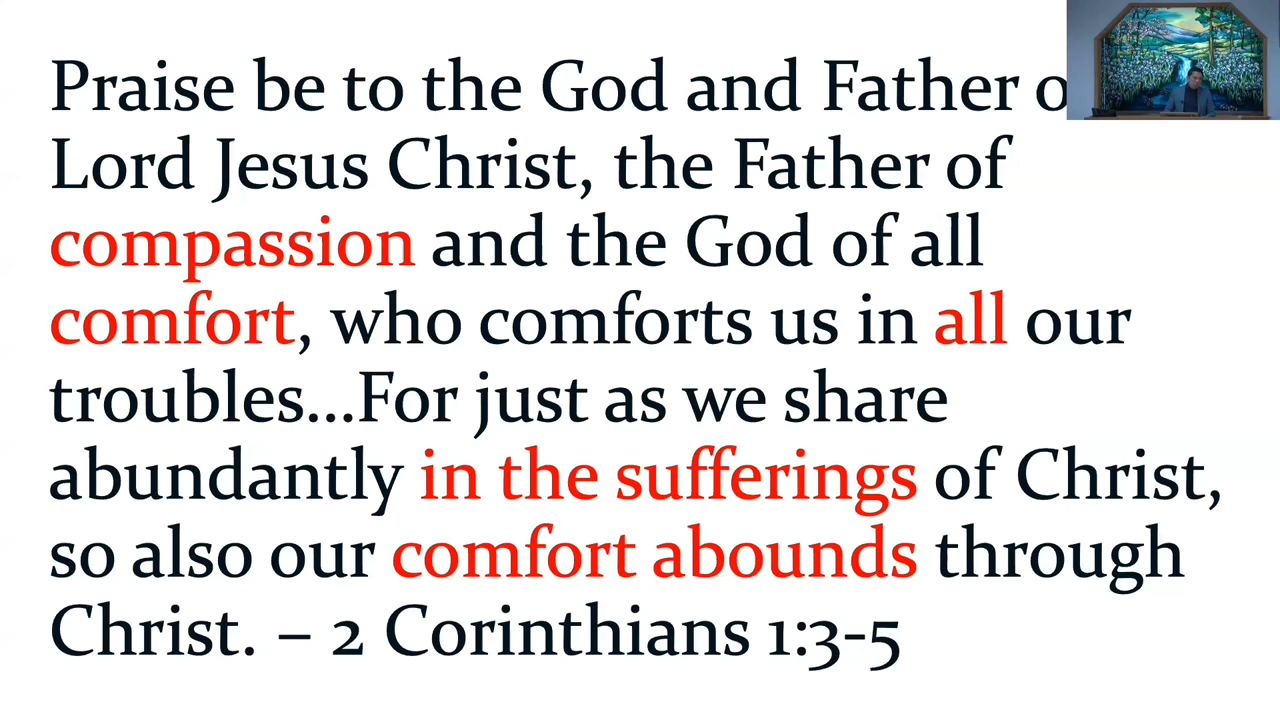 Praise be to the God and Father
Lord Jesus Christ, the Father of
compassion and the God of all
comfort, who comforts us in all our
troubles...For just as we share
abundantly in the sufferings of Christ,
so also our comfort abounds through
Christ. – 2 Corinthians 1:3-5